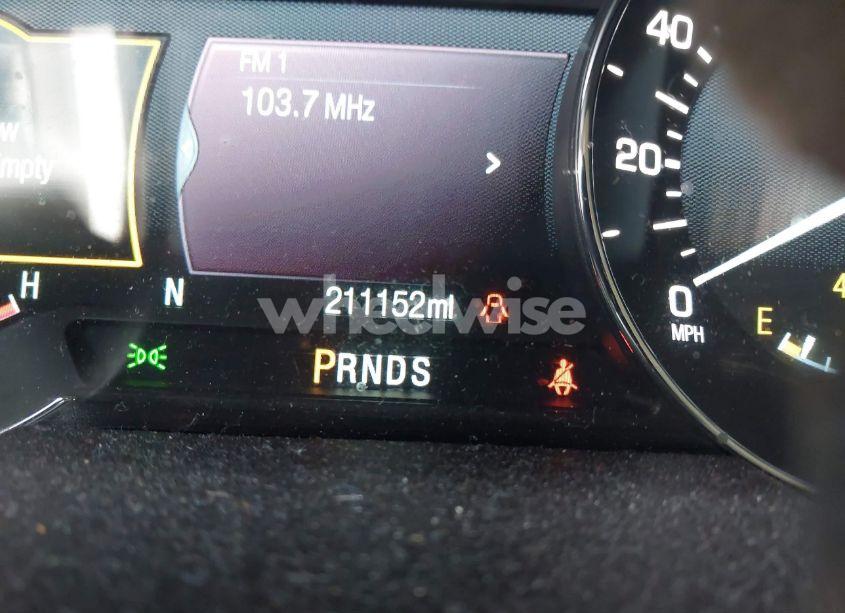 FM 1
103.7 MHz
>
40
20
0
MPH
E
H
N
211152mi
PRNDS
wheelwise